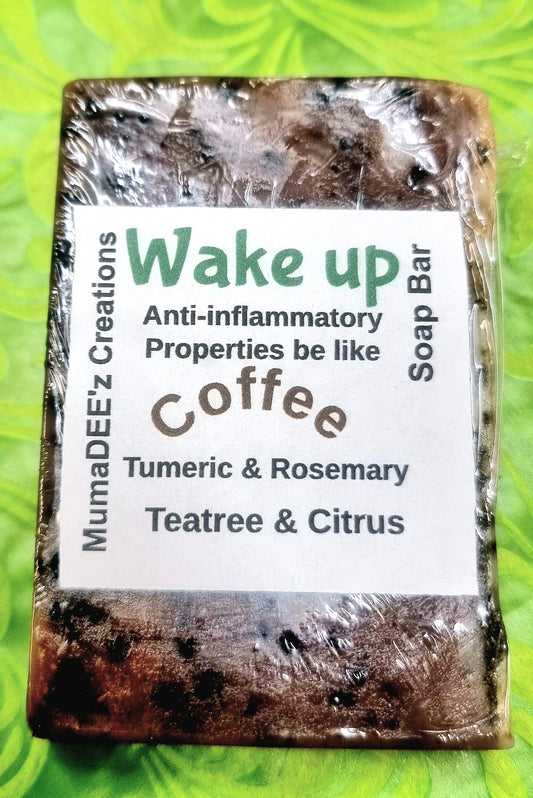 MumaDEE'z Creations
Wake up
Soap Bar
Anti-inflammatory
Properties be like
Coffee
Tumeric & Rosemary
Teatree & Citrus